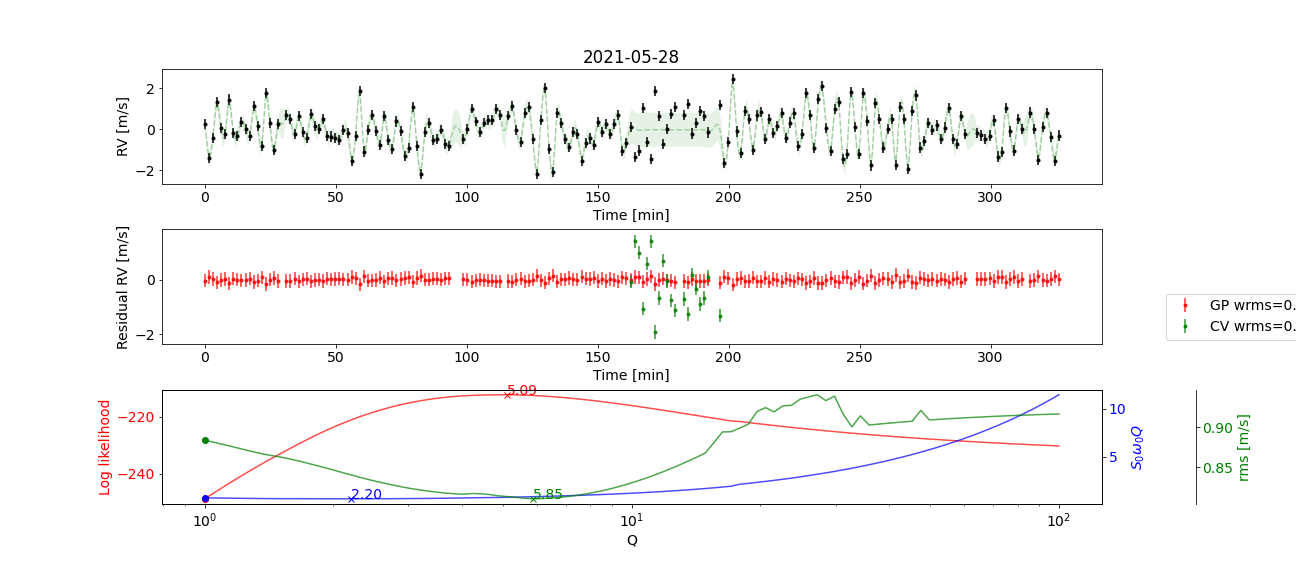 2021-05-28
RV [m/s]
2
0
−2
0 50 100 150 200 250 300
Time [min]
Residual RV [m/s]
0
−2
0 50 100 150 200 250 300
Time [min]
GP wrms=0.
CV wrms=0.
Log likelihood
−220
−240
5.09
2.20
5.85
10
5
S₀ω₀Q
0.90
0.85
rms [m/s]
10⁰ 10¹ 10²
Q